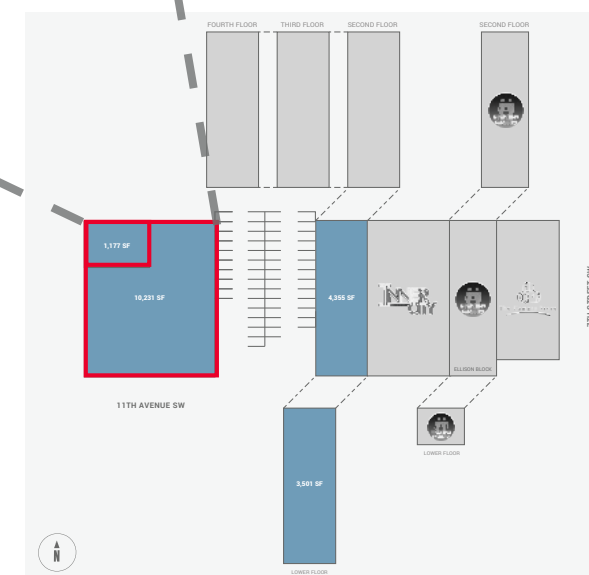 FOURTH FLOOR
THIRD FLOOR
SECOND FLOOR
SECOND FLOOR
1,177 SF
10,231 SF
4,355 SF
ELLISON BLOCK
11TH AVENUE SW
LOWER FLOOR
3,501 SF
N
LOWER FLOOR